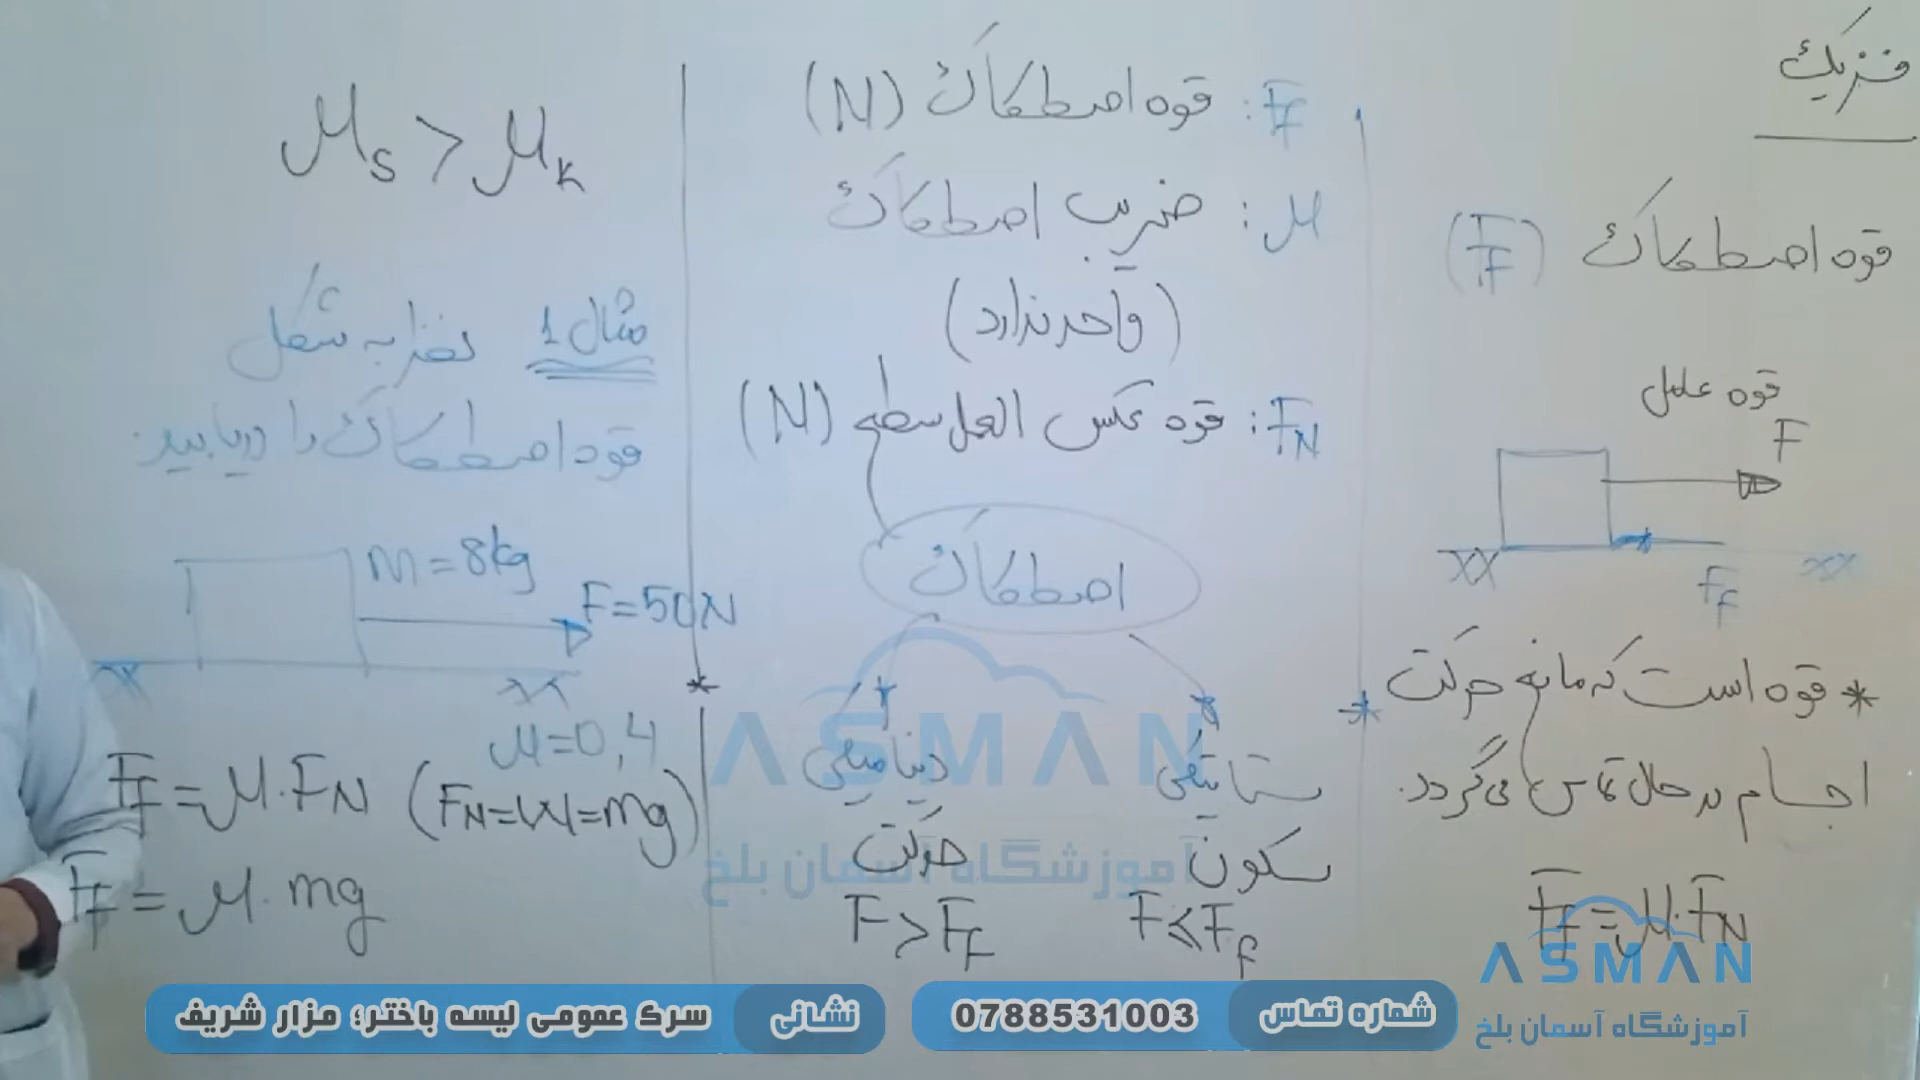 فزیک
قوه اصطکاک (Ff)
قوه عامل
F
Ff
* قوه است که مانع حرکت
اجسام در حال تماس می‌گردد.
Ff = μ.FN
Ff: قوه اصطکاک (N)
μ: ضریب اصطکاک
(واحد ندارد)
FN: قوه عکس العمل سطح (N)
اصطکاک
ستاتیکی
سکون
F ≤ Ff
دینامیکی
حرکت
F > Ff
μs > μk
مثال 1 نظر به شکل
قوه اصطکاک را دریابید.
m = 8kg
F = 50N
μ = 0,4
Ff = μ.FN (FN = W = mg)
Ff = μ.mg
ASMAN
آموزشگاه آسمان بلخ
ASMAN
آموزشگاه آسمان بلخ
شماره تماس 0788531003
نشانی سرک عمومی لیسه باختر؛ مزار شریف